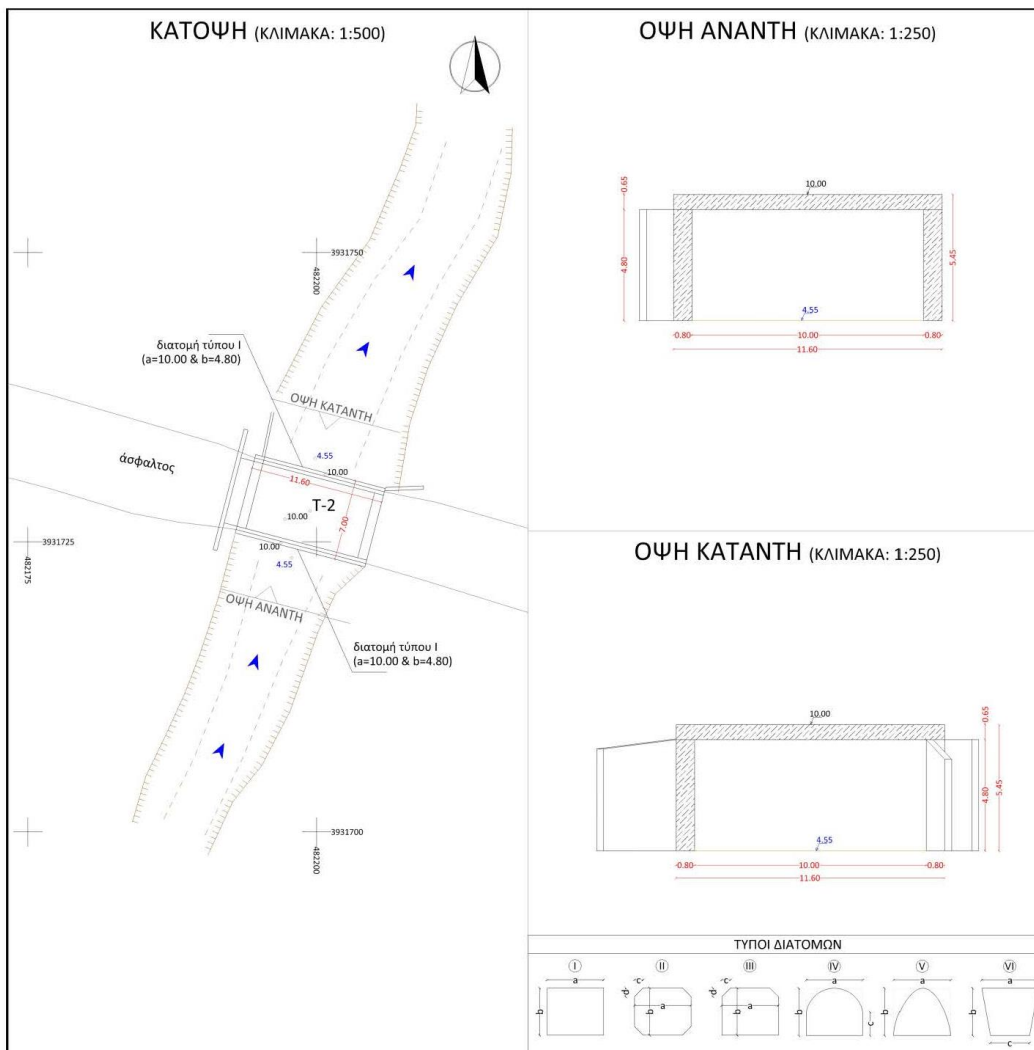 ΚΑΤΟΨΗ (ΚΛΙΜΑΚΑ: 1:500)
3931750
482200
διατομή τύπου Ι
(a=10.00 & b=4.80)
ΟΨΗ ΚΑΤΑΝΤΗ
άσφαλτος
4.55
10.00
11.60
T-2
10.00
7.00
10.00
4.55
3931725
482175
ΟΨΗ ΑΝΑΝΤΗ
διατομή τύπου Ι
(a=10.00 & b=4.80)
3931700
482200
ΟΨΗ ΑΝΑΝΤΗ (ΚΛΙΜΑΚΑ: 1:250)
10.00
0.65
4.80
5.45
4.55
0.80
10.00
0.80
11.60
ΟΨΗ ΚΑΤΑΝΤΗ (ΚΛΙΜΑΚΑ: 1:250)
10.00
0.65
4.80
5.45
4.55
0.80
10.00
0.80
11.60
ΤΥΠΟΙ ΔΙΑΤΟΜΩΝ
I II III IV V VI
a
b
c
d
a
b
c
d
a
b
a
b
c
a
b
a
b
c